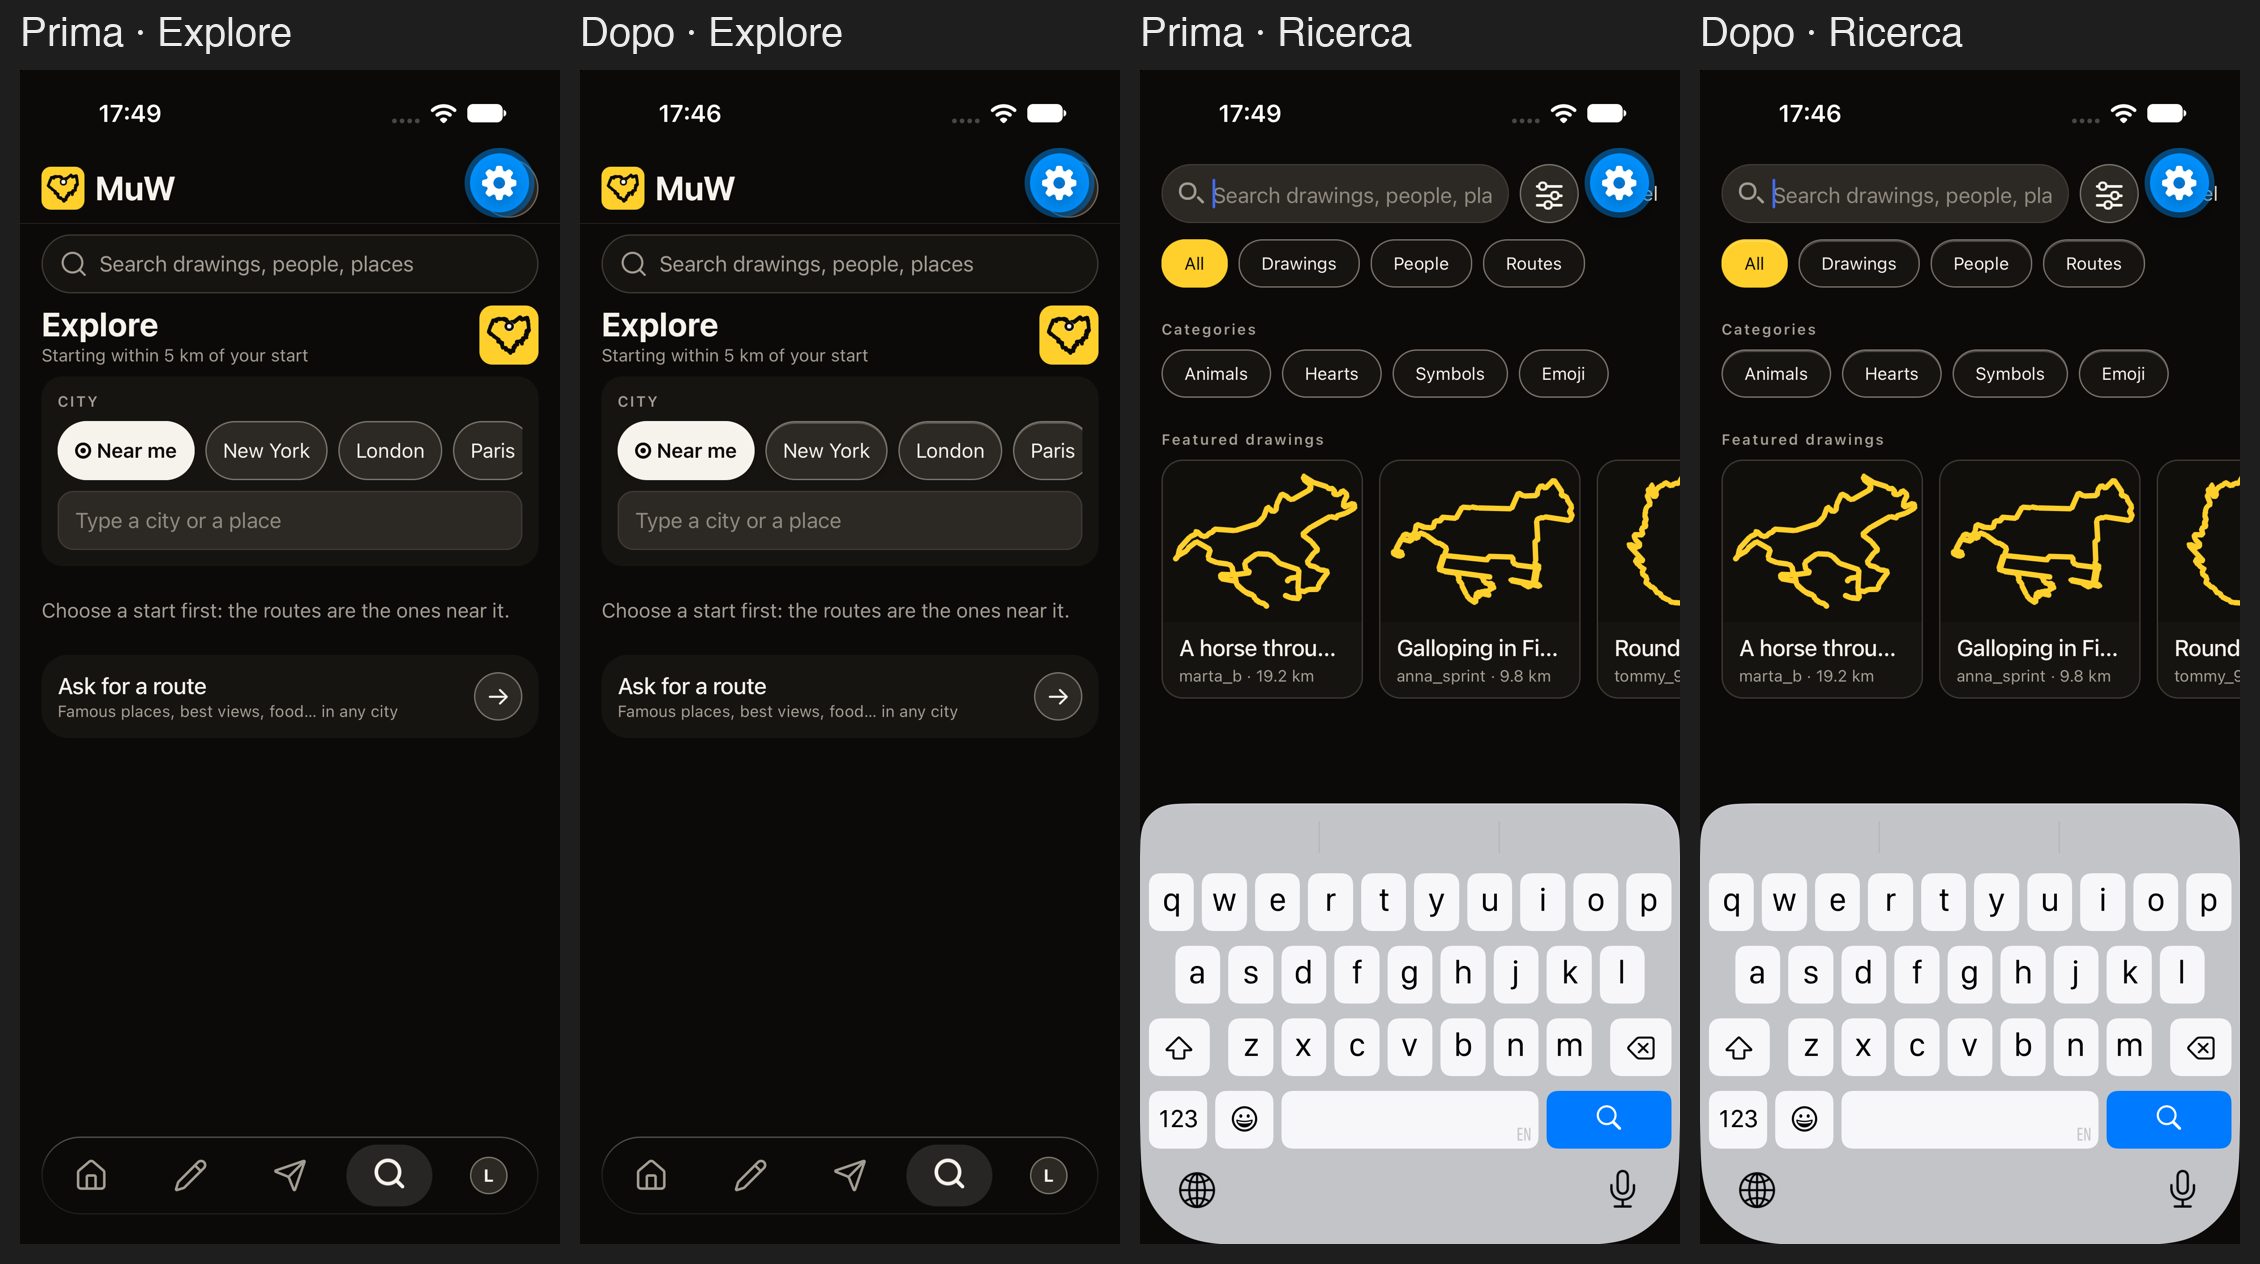 Prima · Explore
17:49
MuW
Search drawings, people, places
Explore
Starting within 5 km of your start
CITY
Near me
New York
London
Paris
Type a city or a place
Choose a start first: the routes are the ones near it.
Ask for a route
Famous places, best views, food... in any city
L
Dopo · Explore
17:46
MuW
Search drawings, people, places
Explore
Starting within 5 km of your start
CITY
Near me
New York
London
Paris
Type a city or a place
Choose a start first: the routes are the ones near it.
Ask for a route
Famous places, best views, food... in any city
L
Prima · Ricerca
17:49
Search drawings, people, pla
el
All
Drawings
People
Routes
Categories
Animals
Hearts
Symbols
Emoji
Featured drawings
A horse throu...
marta_b · 19.2 km
Galloping in Fi...
anna_sprint · 9.8 km
Round
tommy_9
q w e r t y u i o p
a s d f g h j k l
z x c v b n m
123
EN
Dopo · Ricerca
17:46
Search drawings, people, pla
el
All
Drawings
People
Routes
Categories
Animals
Hearts
Symbols
Emoji
Featured drawings
A horse throu...
marta_b · 19.2 km
Galloping in Fi...
anna_sprint · 9.8 km
Round
tommy_9
q w e r t y u i o p
a s d f g h j k l
z x c v b n m
123
EN